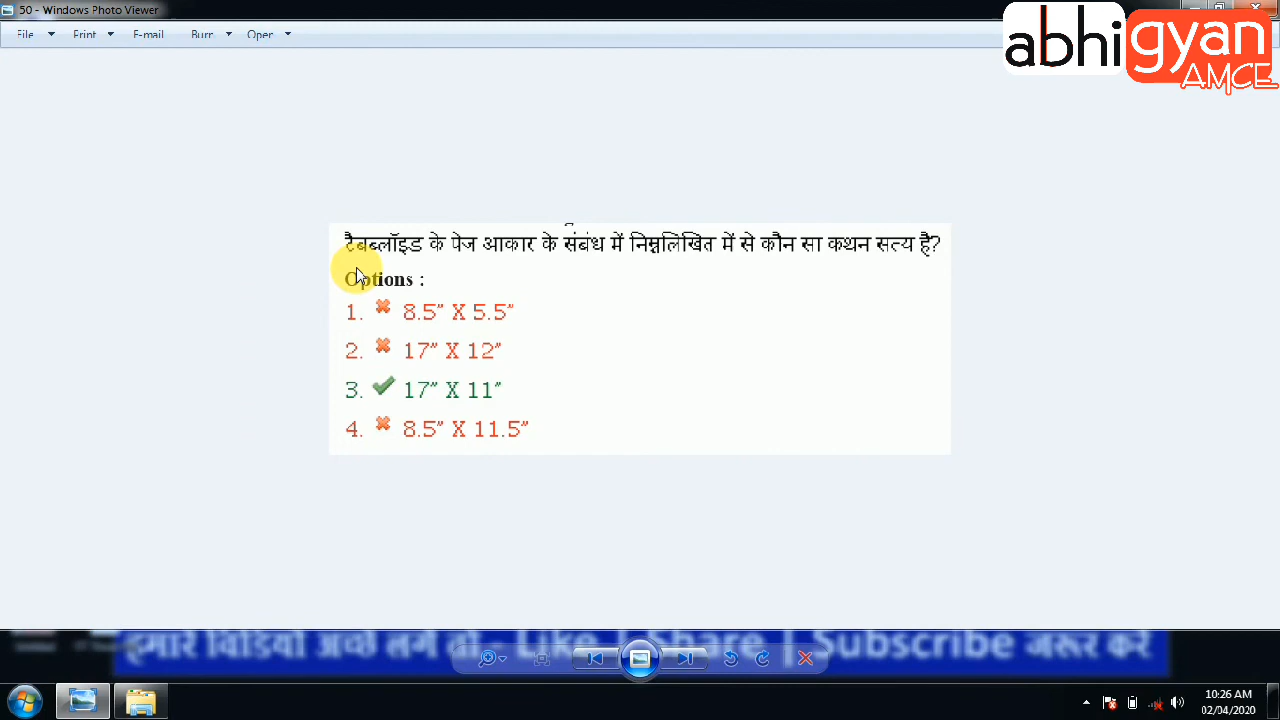 50 - Windows Photo Viewer
File Print E-mail Burn Open
abhigyan
AMCE
टैबब्लॉइड के पेज आकार के संबंध में निम्नलिखित में से कौन सा कथन सत्य है?
Options :
1. 8.5" X 5.5"
2. 17" X 12"
3. 17" X 11"
4. 8.5" X 11.5"
Like | Share | Subscribe
10:26 AM
02/04/2020